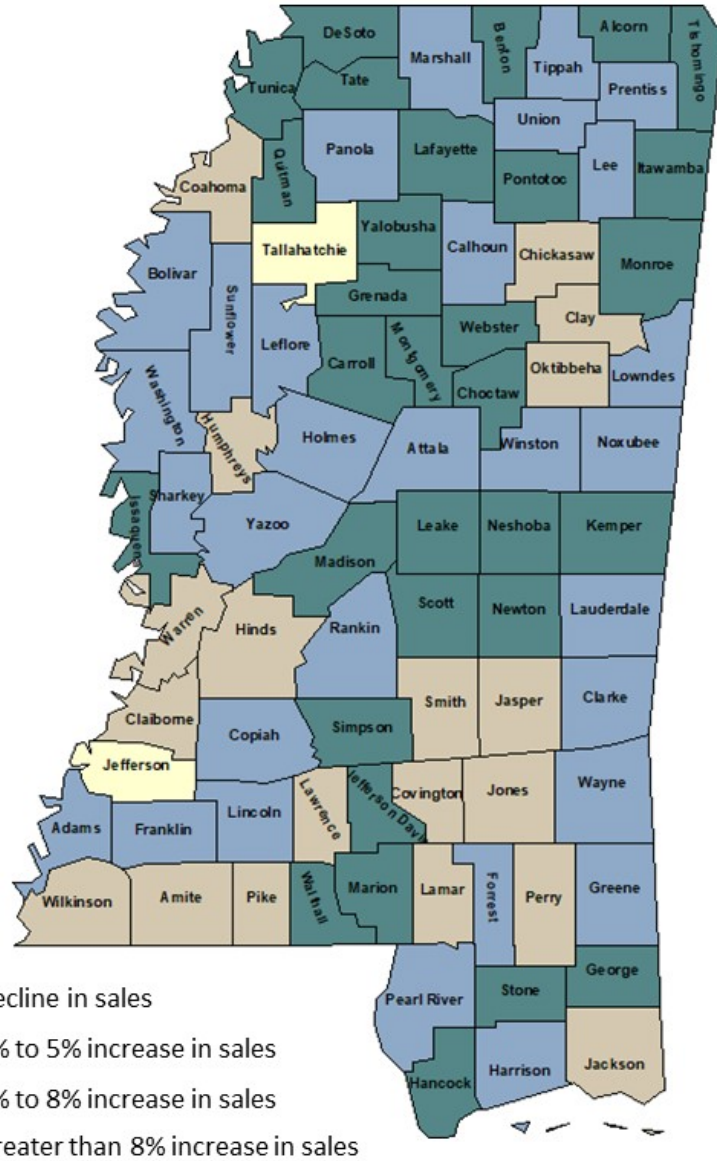 DeSoto
Marshall
Benton
Tippah
Alcorn
Tishomingo
Tunica
Tate
Prentiss
Union
Panola
Lafayette
Pontotoc
Lee
Itawamba
Coahoma
Quitman
Tallahatchie
Yalobusha
Calhoun
Chickasaw
Monroe
Bolivar
Sunflower
Leflore
Grenada
Carroll
Montgomery
Webster
Clay
Choctaw
Oktibbeha
Lowndes
Washington
Humphreys
Holmes
Attala
Winston
Noxubee
Issaquena
Sharkey
Yazoo
Madison
Leake
Neshoba
Kemper
Warren
Hinds
Rankin
Scott
Newton
Lauderdale
Claiborne
Copiah
Simpson
Smith
Jasper
Clarke
Jefferson
Lawrence
Jefferson Davis
Covington
Jones
Wayne
Adams
Franklin
Lincoln
Wilkinson
Amite
Pike
Walthall
Marion
Lamar
Forrest
Perry
Greene
Pearl River
Stone
George
Hancock
Harrison
Jackson
ecline in sales
% to 5% increase in sales
% to 8% increase in sales
reater than 8% increase in sales